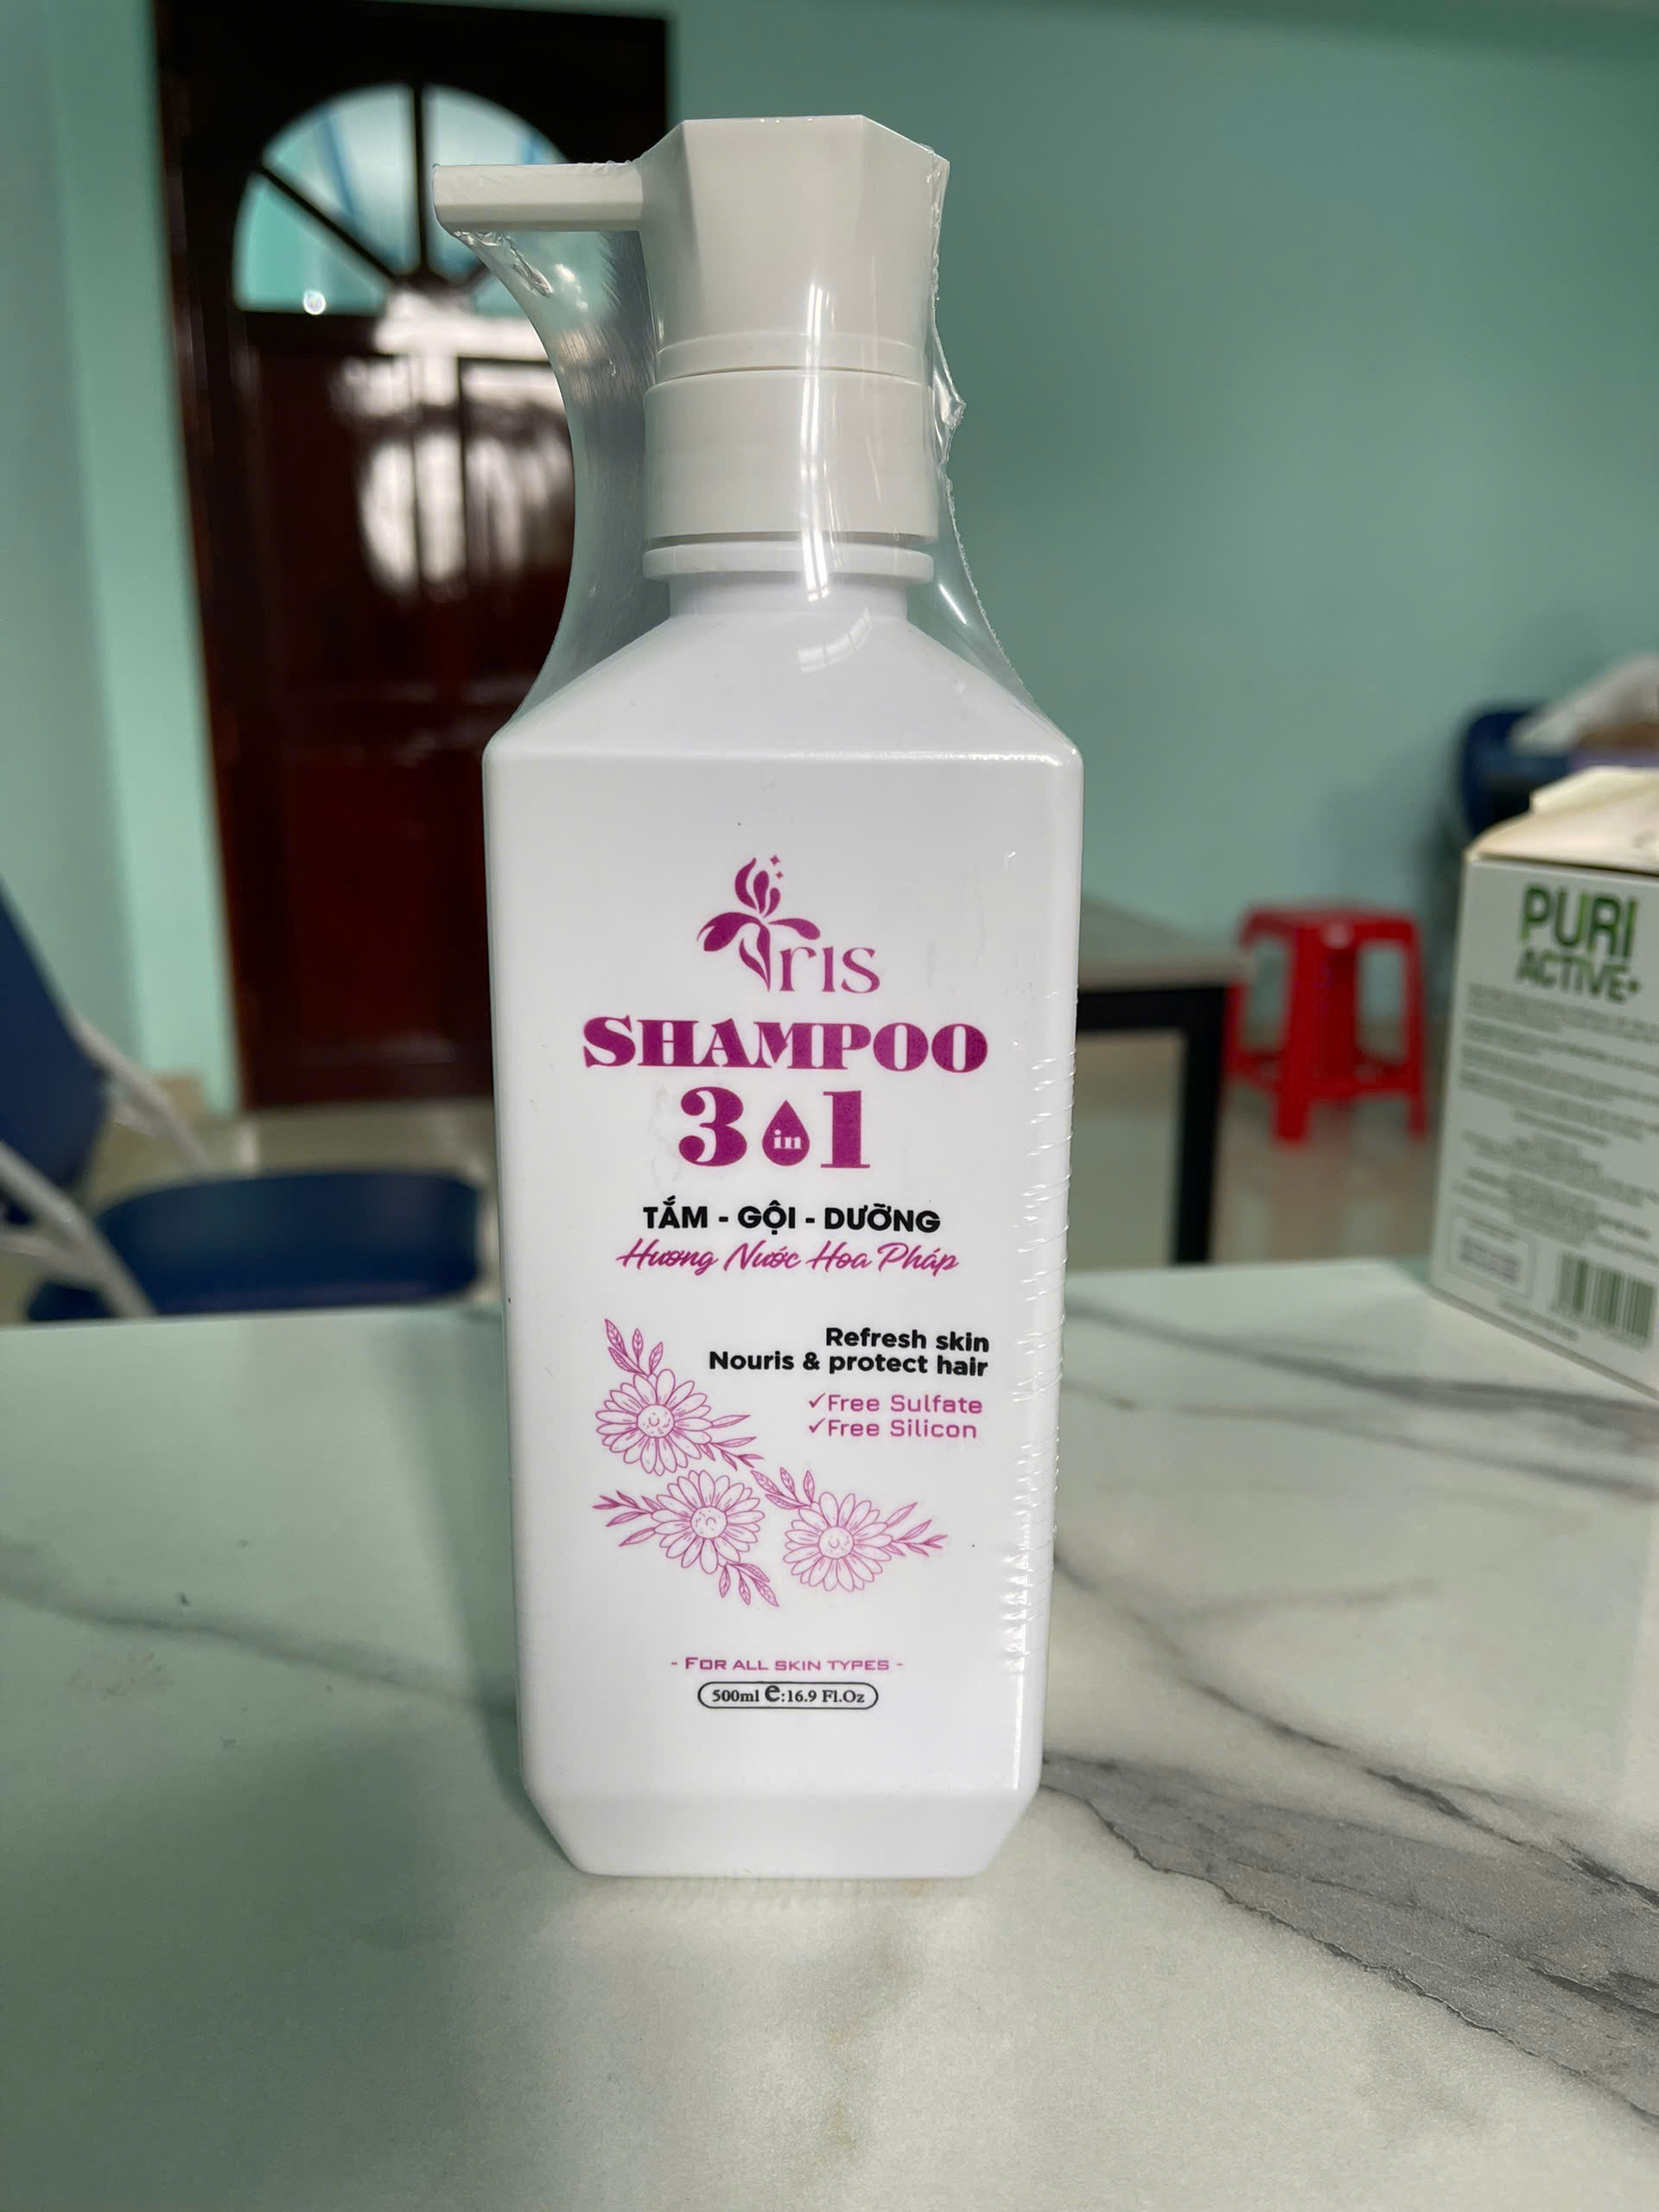 Iris
SHAMPOO
3 in 1
TẮM - GỘI - DƯỠNG
Hương Nước Hoa Pháp
Refresh skin
Nouris & protect hair
✓Free Sulfate
✓Free Silicon
- FOR ALL SKIN TYPES -
500ml e:16.9 Fl.Oz
PURI
ACTIVE+